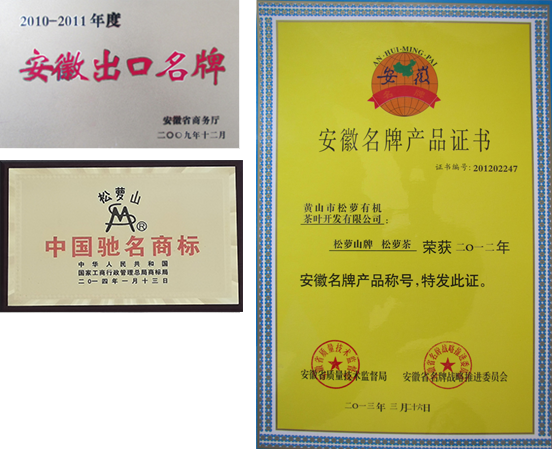 2010-2011年度
安徽出口名牌
安徽省商务厅
二〇〇九年十二月
松萝山
®
中国驰名商标
中华人民共和国
国家工商行政管理总局商标局
二〇一四年一月十三日
AN·HUI·MING·PAI
安徽
安徽名牌产品证书
证书编号:201202247
黄山市松萝有机
茶叶开发有限公司:
松萝山牌 松萝茶 荣获二〇一二年
安徽名牌产品称号,特发此证。
安徽省质量技术监督局 安徽省名牌战略推进委员会
二〇一三年三月二十六日